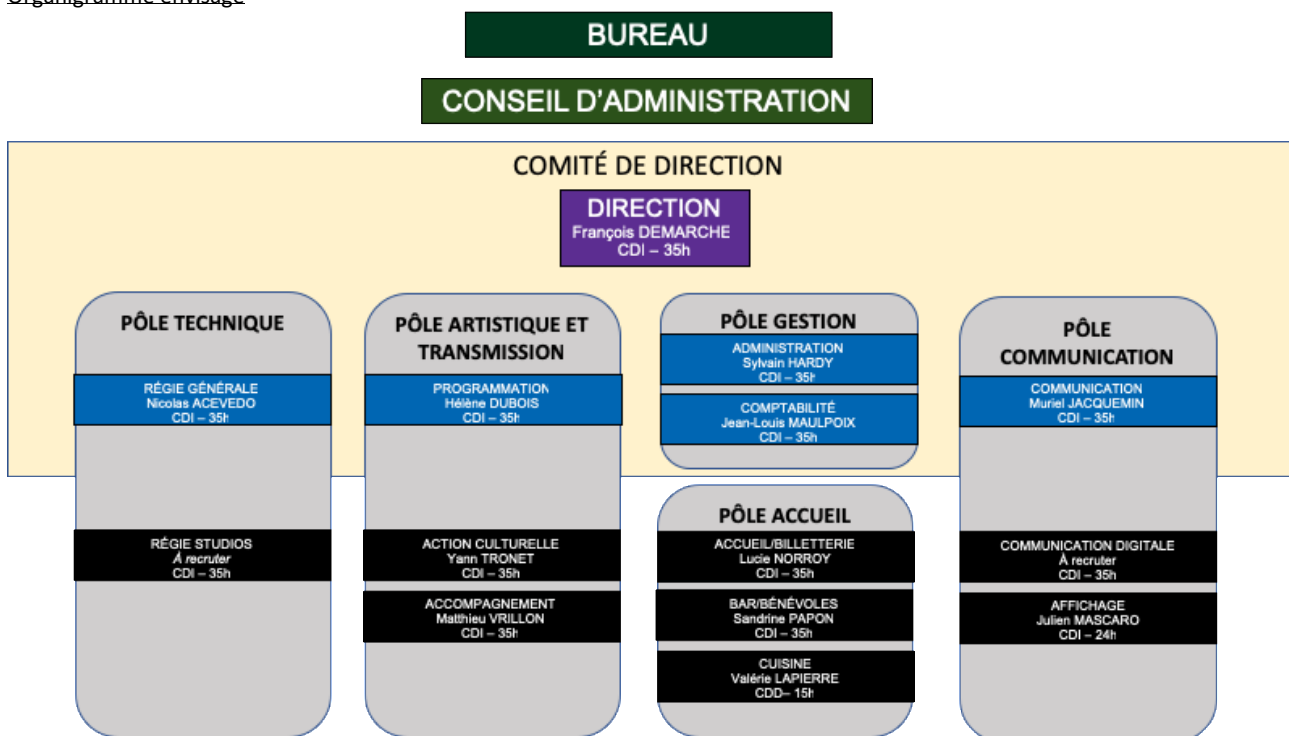 Organigramme envisagé
BUREAU
CONSEIL D'ADMINISTRATION
COMITÉ DE DIRECTION
DIRECTION
François DEMARCHE
CDI – 35h
PÔLE TECHNIQUE
RÉGIE GÉNÉRALE
Nicolas ACEVEDO
CDI – 35h
RÉGIE STUDIOS
À recruter
CDI – 35h
PÔLE ARTISTIQUE ET
TRANSMISSION
PROGRAMMATION
Hélène DUBOIS
CDI – 35h
ACTION CULTURELLE
Yann TRONET
CDI – 35h
ACCOMPAGNEMENT
Matthieu VRILLON
CDI – 35h
PÔLE GESTION
ADMINISTRATION
Sylvain HARDY
CDI – 35h
COMPTABILITÉ
Jean-Louis MAULPOIX
CDI – 35h
PÔLE ACCUEIL
ACCUEIL/BILLETTERIE
Lucie NORROY
CDI – 35h
BAR/BÉNÉVOLES
Sandrine PAPON
CDI – 35h
CUISINE
Valérie LAPIERRE
CDD– 15h
PÔLE
COMMUNICATION
COMMUNICATION
Muriel JACQUEMIN
CDI – 35h
COMMUNICATION DIGITALE
À recruter
CDI – 35h
AFFICHAGE
Julien MASCARO
CDI – 24h